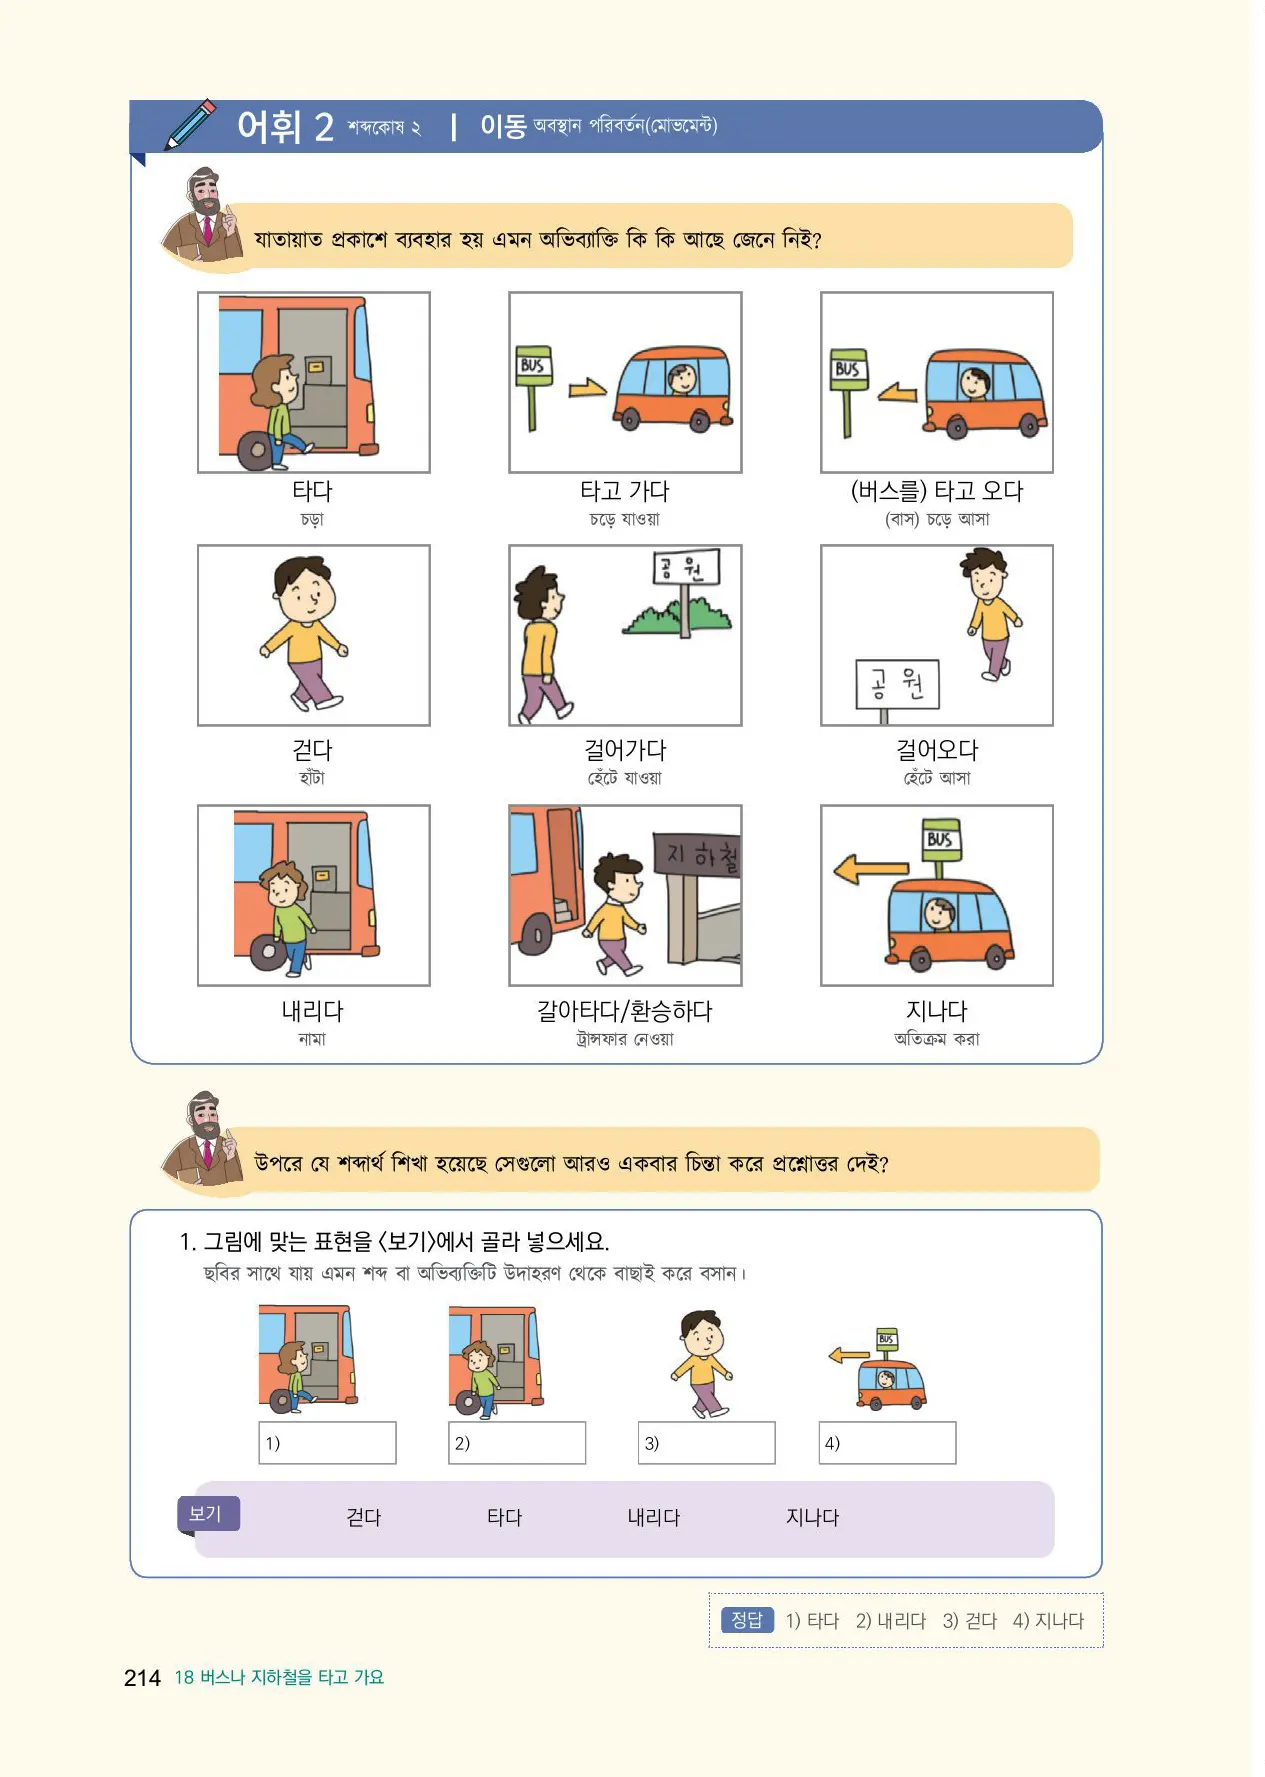 어휘 2 শব্দকোষ ২ | 이동 অবস্থান পরিবর্তন(মোভমেন্ট)
যাতায়াত প্রকাশে ব্যবহার হয় এমন অভিব্যাক্তি কি কি আছে জেনে নিই?
BUS
BUS
타다
타고 가다
(버스를) 타고 오다
চড়া
চড়ে যাওয়া
(বাস) চড়ে আসা
공원
공원
걷다
걸어가다
걸어오다
হাঁটা
হেঁটে যাওয়া
হেঁটে আসা
지하철
BUS
내리다
갈아타다/환승하다
지나다
নামা
ট্রান্সফার নেওয়া
অতিক্রম করা
উপরে যে শব্দার্থ শিখা হয়েছে সেগুলো আরও একবার চিন্তা করে প্রশ্নোত্তর দেই?
1. 그림에 맞는 표현을 〈보기〉에서 골라 넣으세요.
ছবির সাথে যায় এমন শব্দ বা অভিব্যক্তিটি উদাহরণ থেকে বাছাই করে বসান।
BUS
1)
2)
3)
4)
보기 걷다 타다 내리다 지나다
정답 1) 타다 2) 내리다 3) 걷다 4) 지나다
214 18 버스나 지하철을 타고 가요